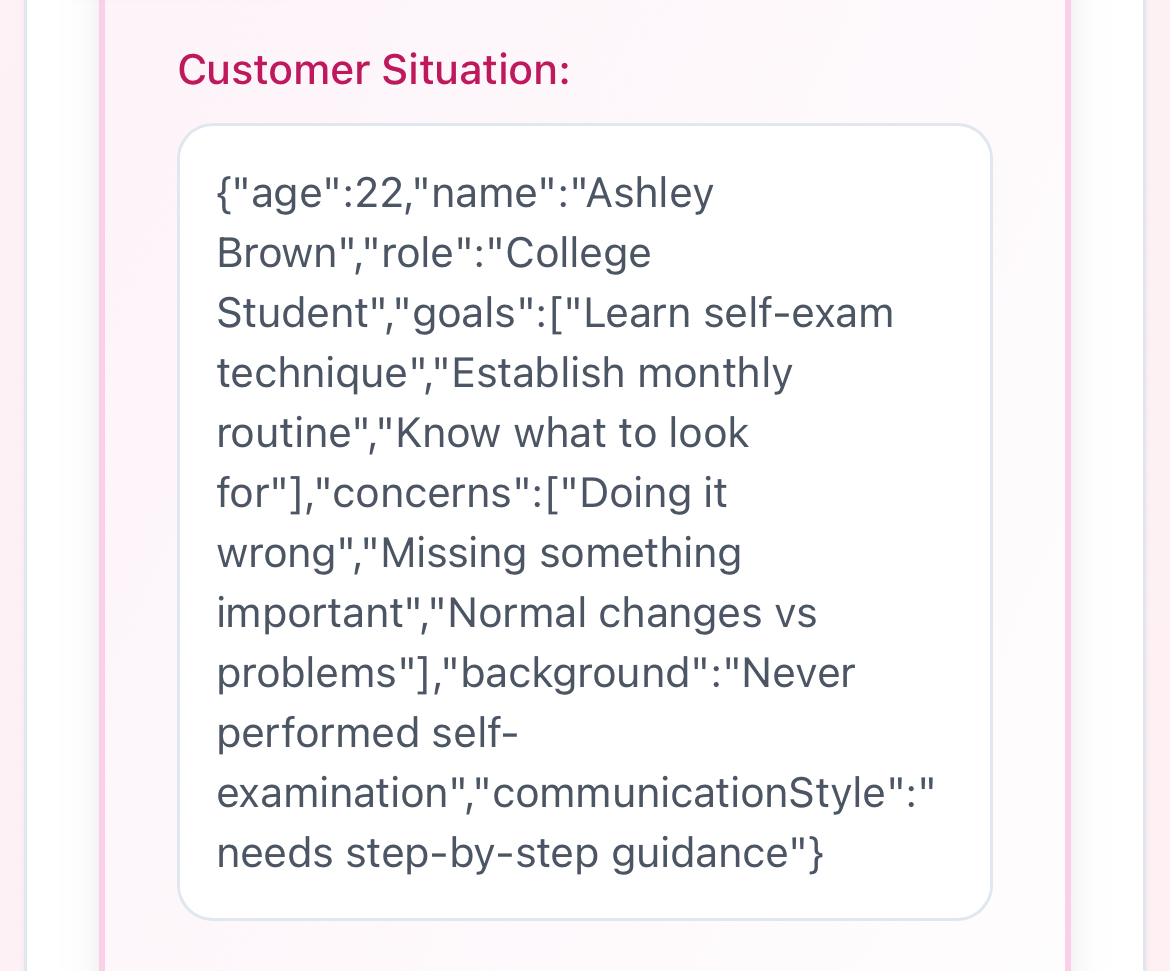 Customer Situation:
{"age":22,"name":"Ashley
Brown","role":"College
Student","goals":["Learn self-exam
technique","Establish monthly
routine","Know what to look
for"],"concerns":["Doing it
wrong","Missing something
important","Normal changes vs
problems"],"background":"Never
performed self-
examination","communicationStyle":"
needs step-by-step guidance"}